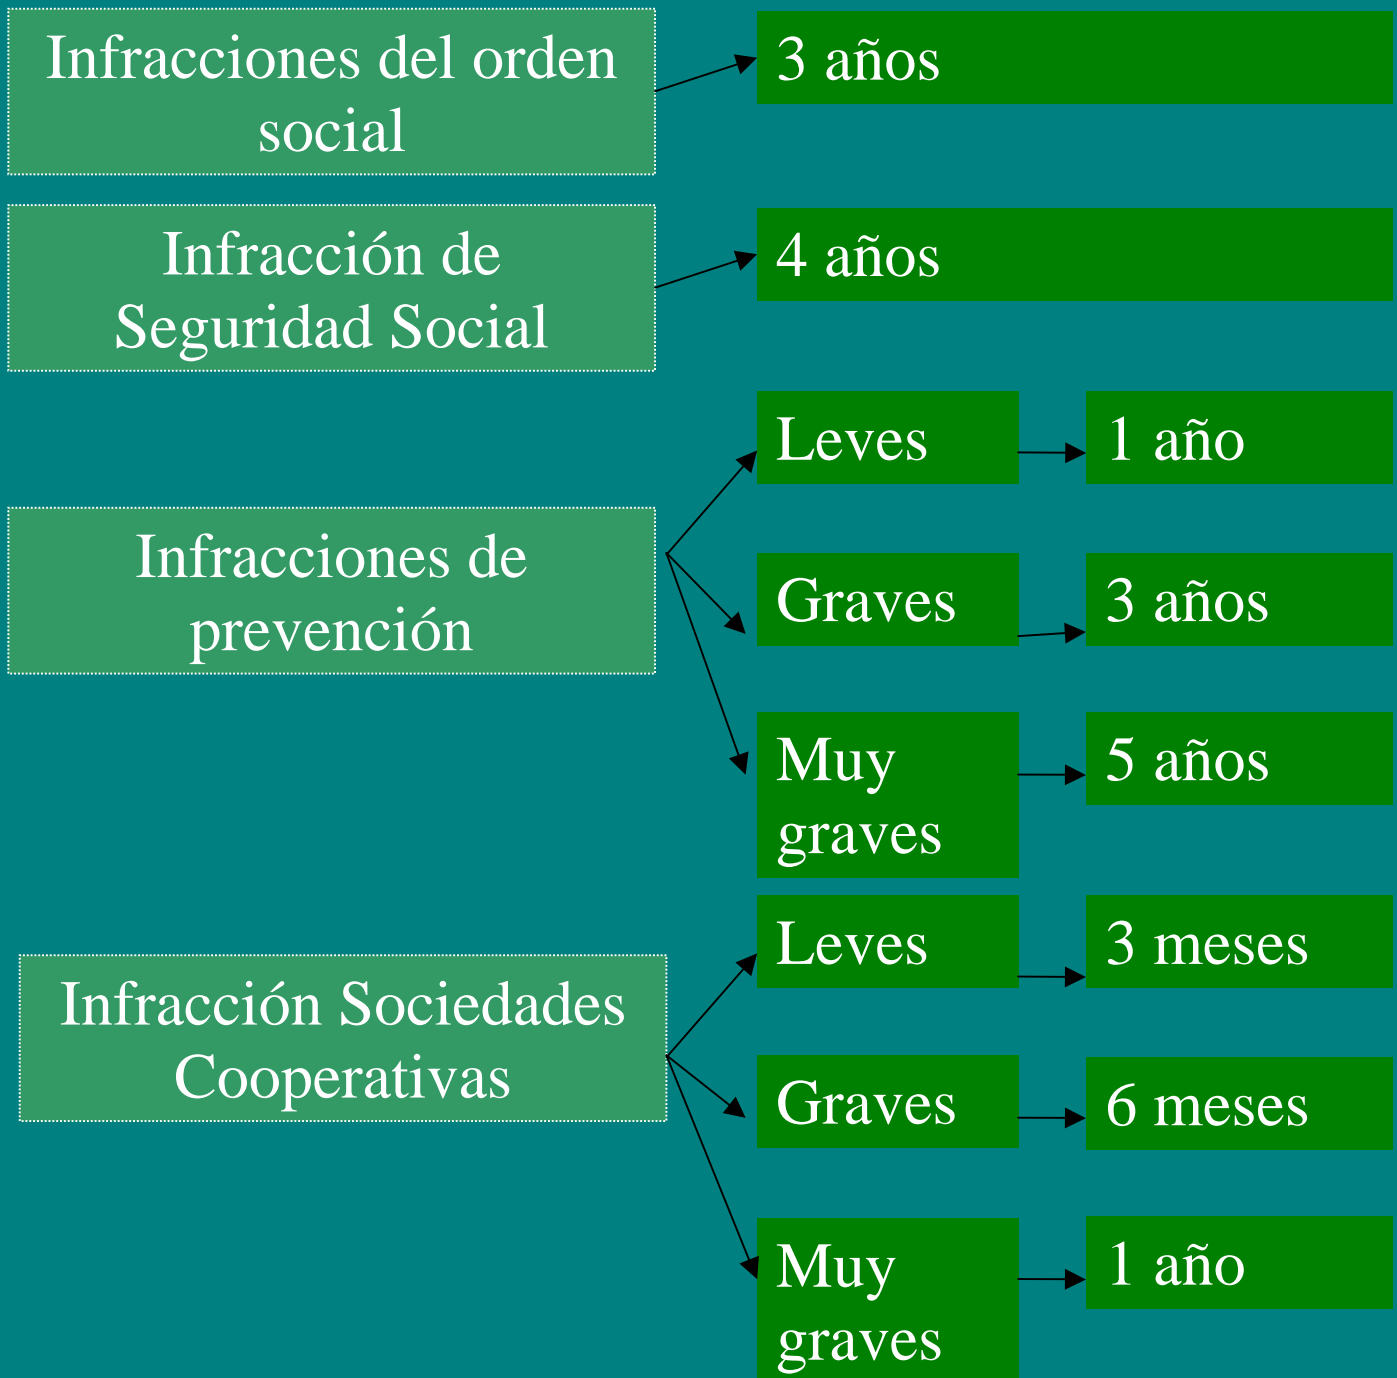 Infracciones del orden
social
3 años
Infracción de
Seguridad Social
4 años
Infracciones de
prevención
Leves
1 año
Graves
3 años
Muy
graves
5 años
Infracción Sociedades
Cooperativas
Leves
3 meses
Graves
6 meses
Muy
graves
1 año